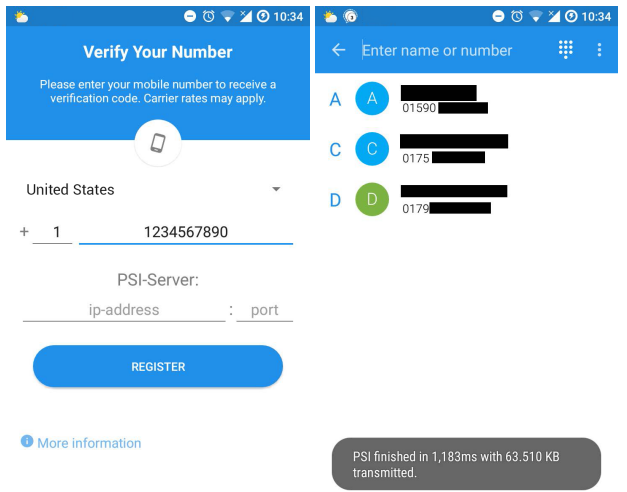 10:34
Verify Your Number
Please enter your mobile number to receive a
verification code. Carrier rates may apply.
United States
+ 1 1234567890
PSI-Server:
ip-address : port
REGISTER
More information
10:34
Enter name or number
A A
01590
C C
0175
D D
0179
PSI finished in 1,183ms with 63.510 KB
transmitted.